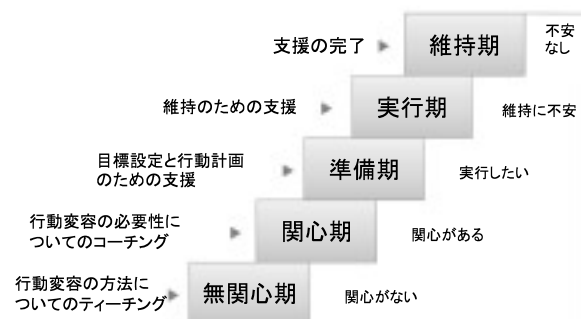 支援の完了
維持期
不安
なし
維持のための支援
実行期
維持に不安
目標設定と行動計画
のための支援
準備期
実行したい
行動変容の必要性に
ついてのコーチング
関心期
関心がある
行動変容の方法に
ついてのティーチング
無関心期
関心がない